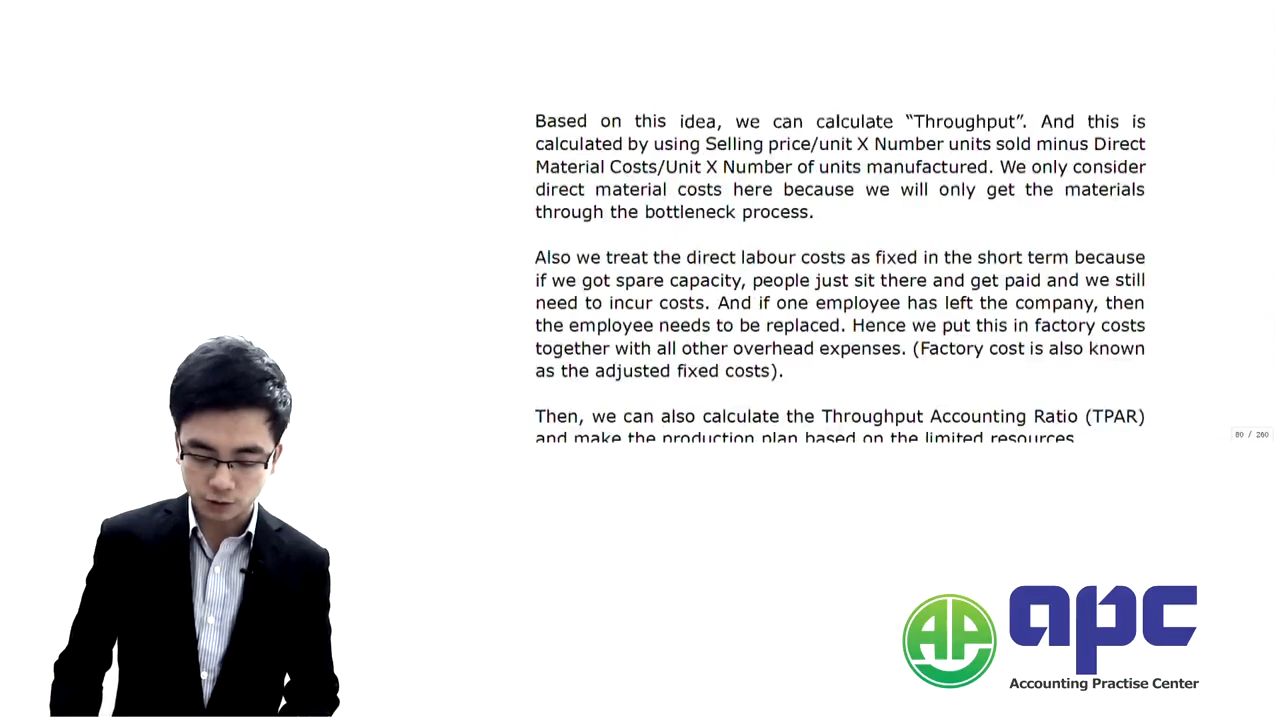 Based on this idea, we can calculate “Throughput”. And this is
calculated by using Selling price/unit X Number units sold minus Direct
Material Costs/Unit X Number of units manufactured. We only consider
direct material costs here because we will only get the materials
through the bottleneck process.
Also we treat the direct labour costs as fixed in the short term because
if we got spare capacity, people just sit there and get paid and we still
need to incur costs. And if one employee has left the company, then
the employee needs to be replaced. Hence we put this in factory costs
together with all other overhead expenses. (Factory cost is also known
as the adjusted fixed costs).
Then, we can also calculate the Throughput Accounting Ratio (TPAR)
and make the production plan based on the limited resources.
80 / 260
AP
apc
Accounting Practise Center